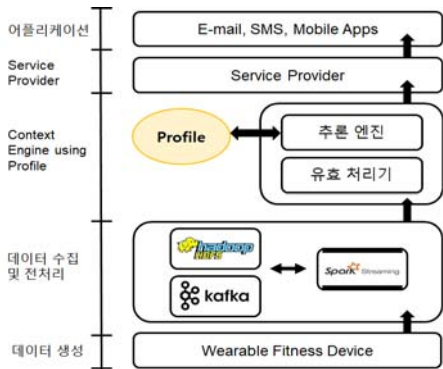 어플리케이션
E-mail, SMS, Mobile Apps
Service
Provider
Service Provider
Context
Engine using
Profile
Profile
추론 엔진
유효 처리기
데이터 수집
및 전처리
hadoop
HDFS
kafka
Spark Streaming
데이터 생성
Wearable Fitness Device